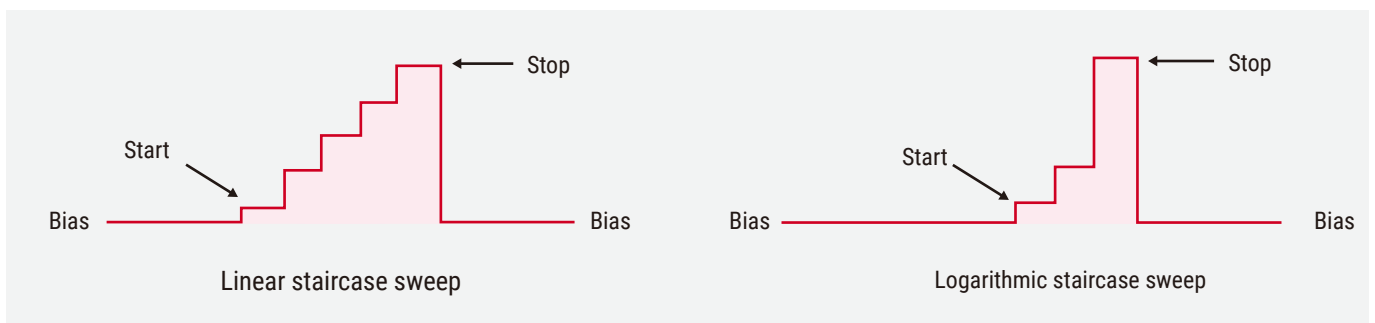 Stop
Start
Bias
Bias
Linear staircase sweep
Stop
Start
Bias
Bias
Logarithmic staircase sweep